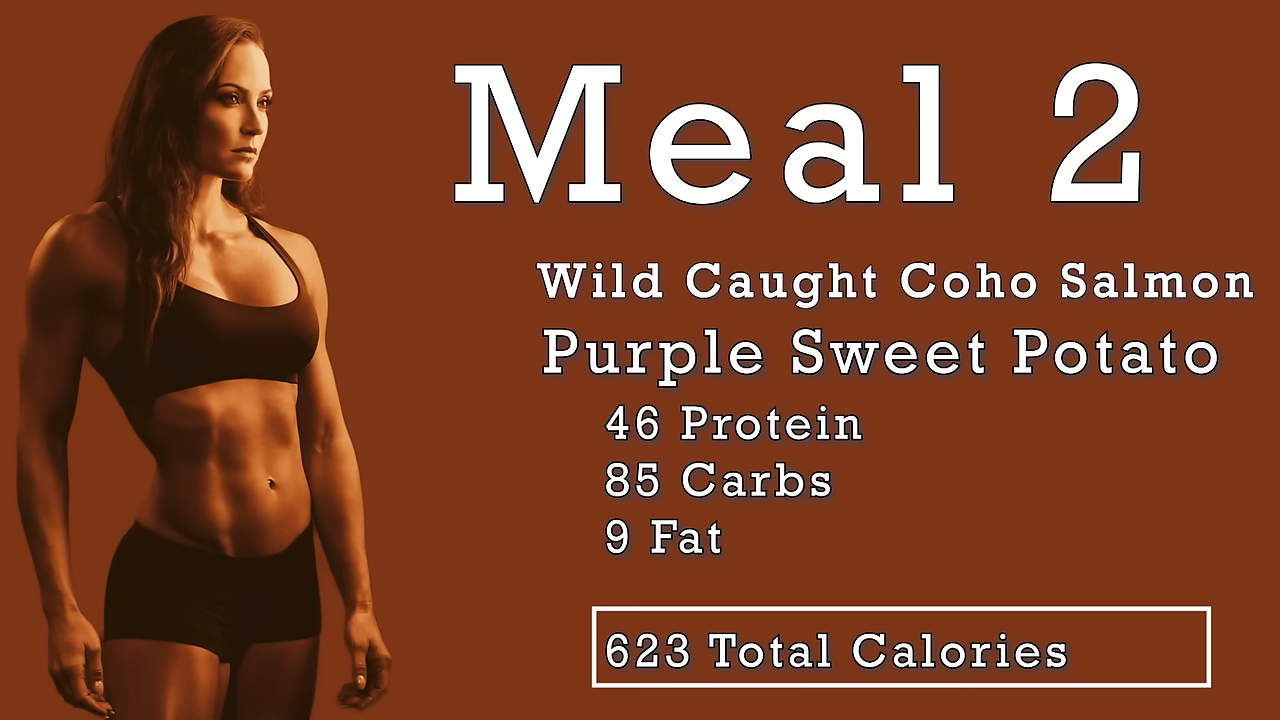 Meal 2
Wild Caught Coho Salmon
Purple Sweet Potato
46 Protein
85 Carbs
9 Fat
623 Total Calories